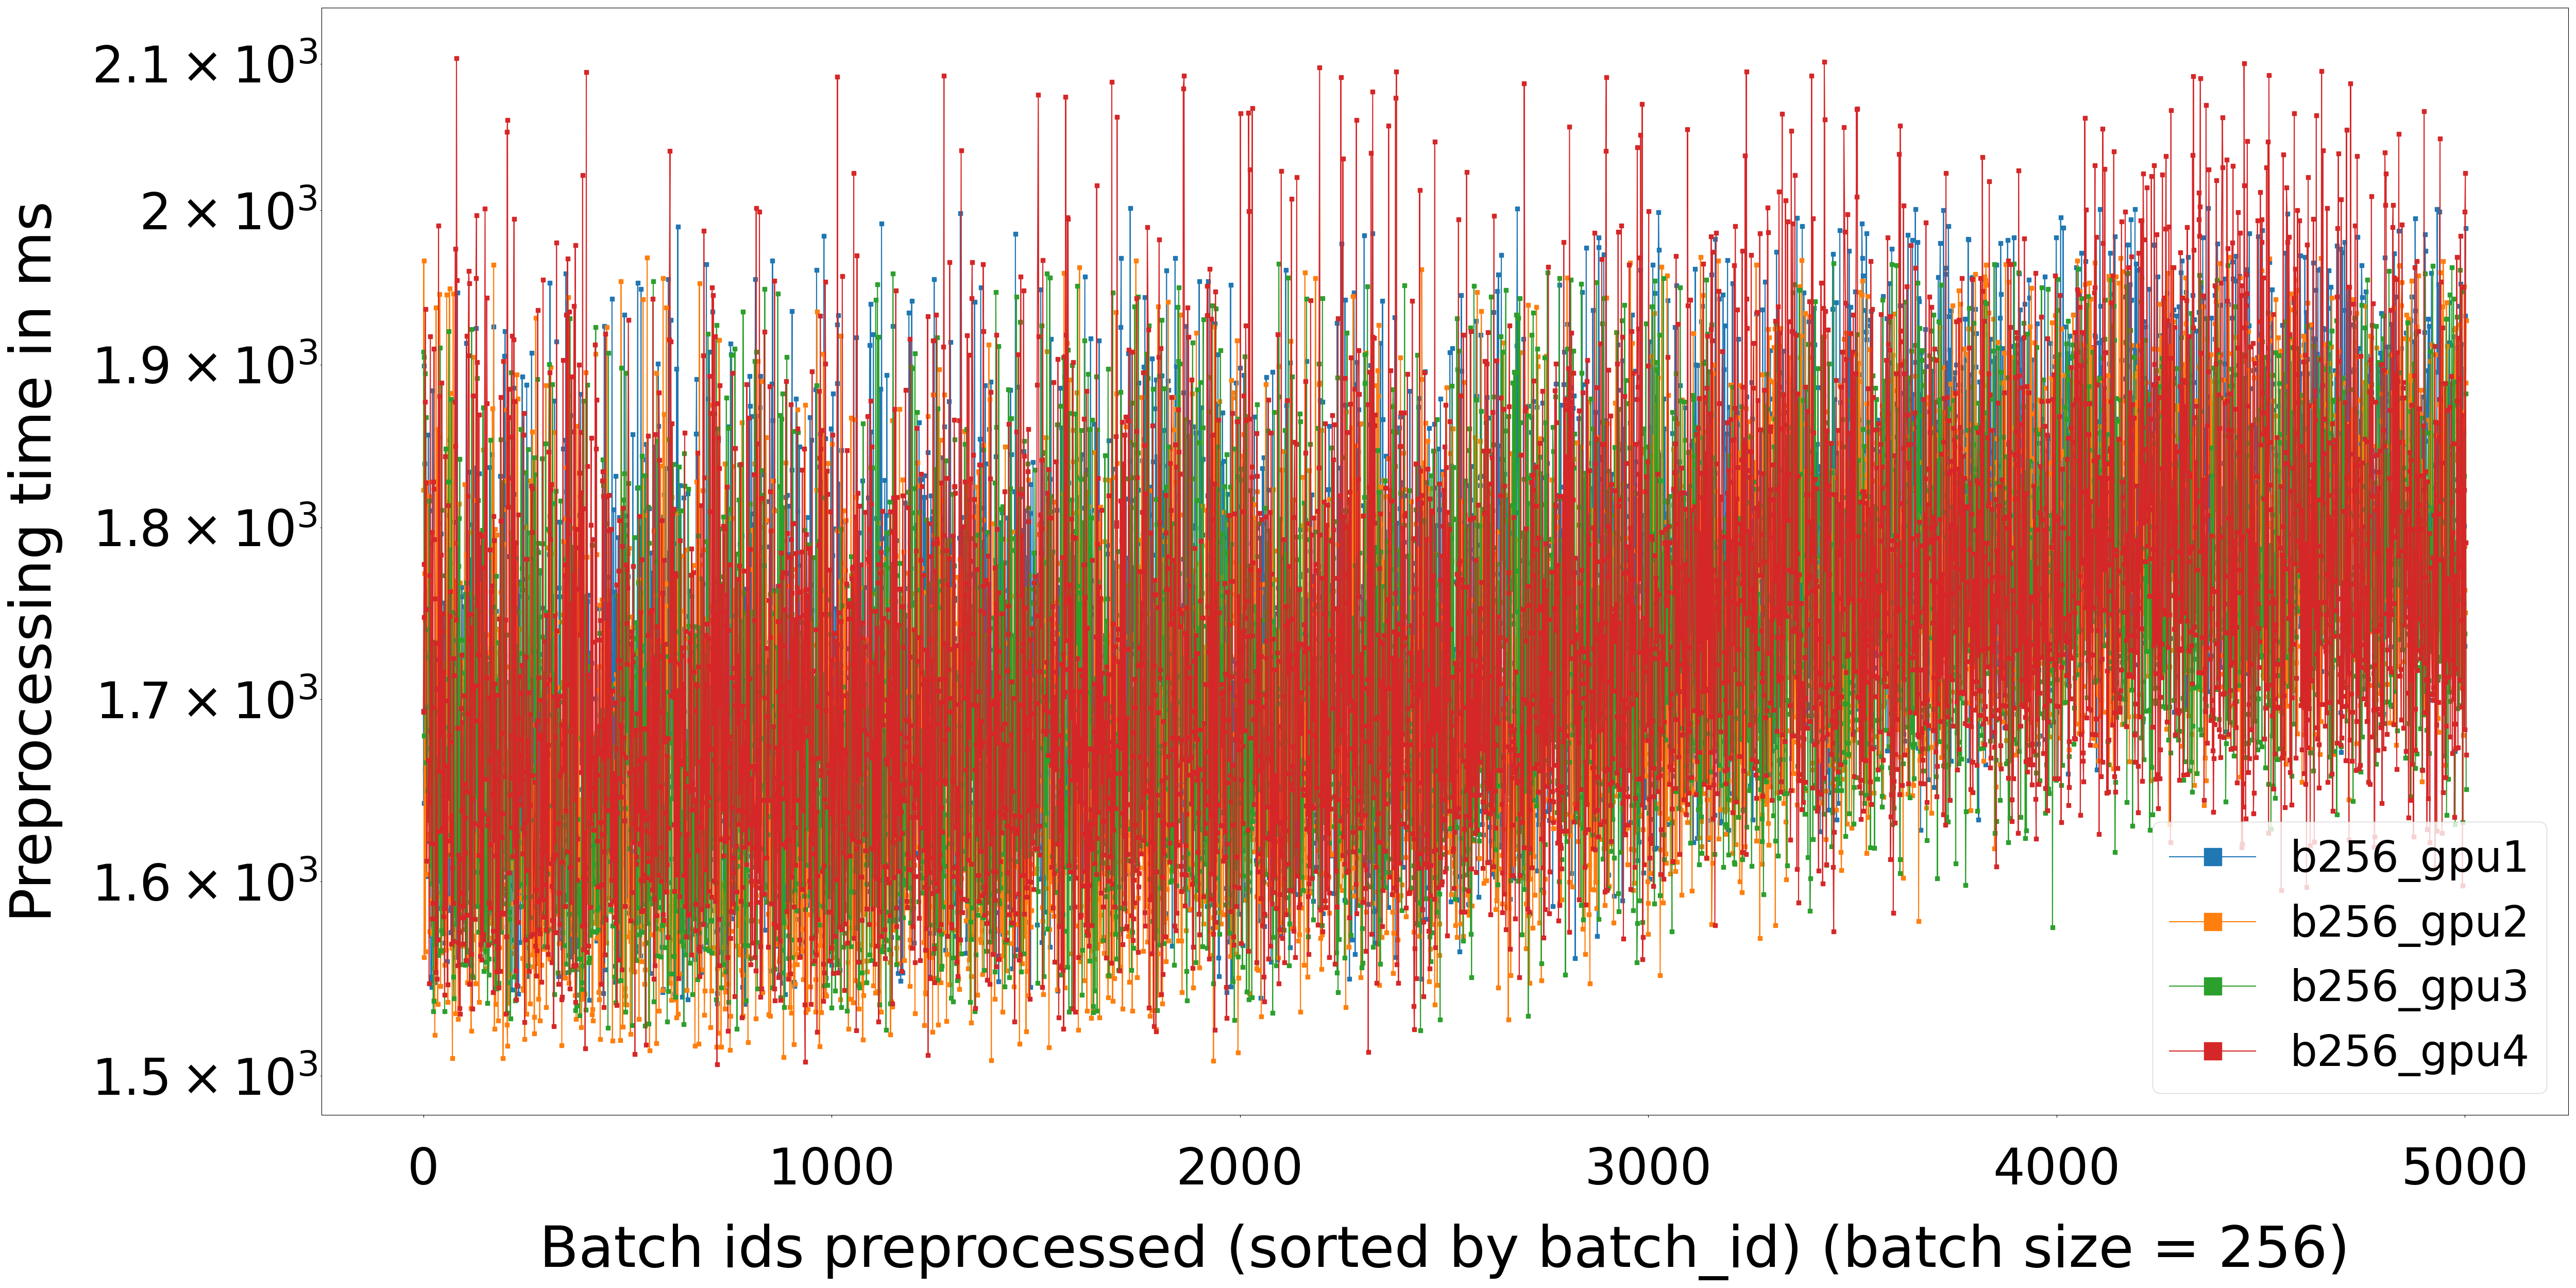 Preprocessing time in ms
2.1 × 10³
2 × 10³
1.9 × 10³
1.8 × 10³
1.7 × 10³
1.6 × 10³
1.5 × 10³
b256_gpu1
b256_gpu2
b256_gpu3
b256_gpu4
0 1000 2000 3000 4000 5000
Batch ids preprocessed (sorted by batch_id) (batch size = 256)